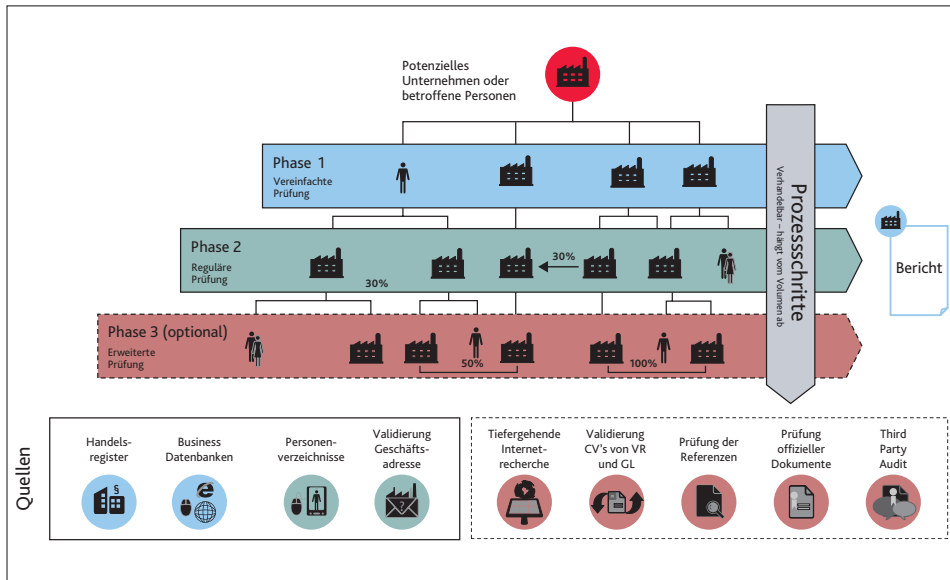 Potenzielles
Unternehmen oder
betroffene Personen
Phase 1
Vereinfachte
Prüfung
Phase 2
Reguläre
Prüfung
30%
30%
Phase 3 (optional)
Erweiterte
Prüfung
50%
100%
Prozessschritte
Verhandelbar – hängt vom Volumen ab
Bericht
Quellen
Handels-
register
§
Business
Datenbanken
Personen-
verzeichnisse
Validierung
Geschäfts-
adresse
?
Tiefergehende
Internet-
recherche
Validierung
CV's von VR
und GL
Prüfung der
Referenzen
Prüfung
offizieller
Dokumente
Third
Party
Audit